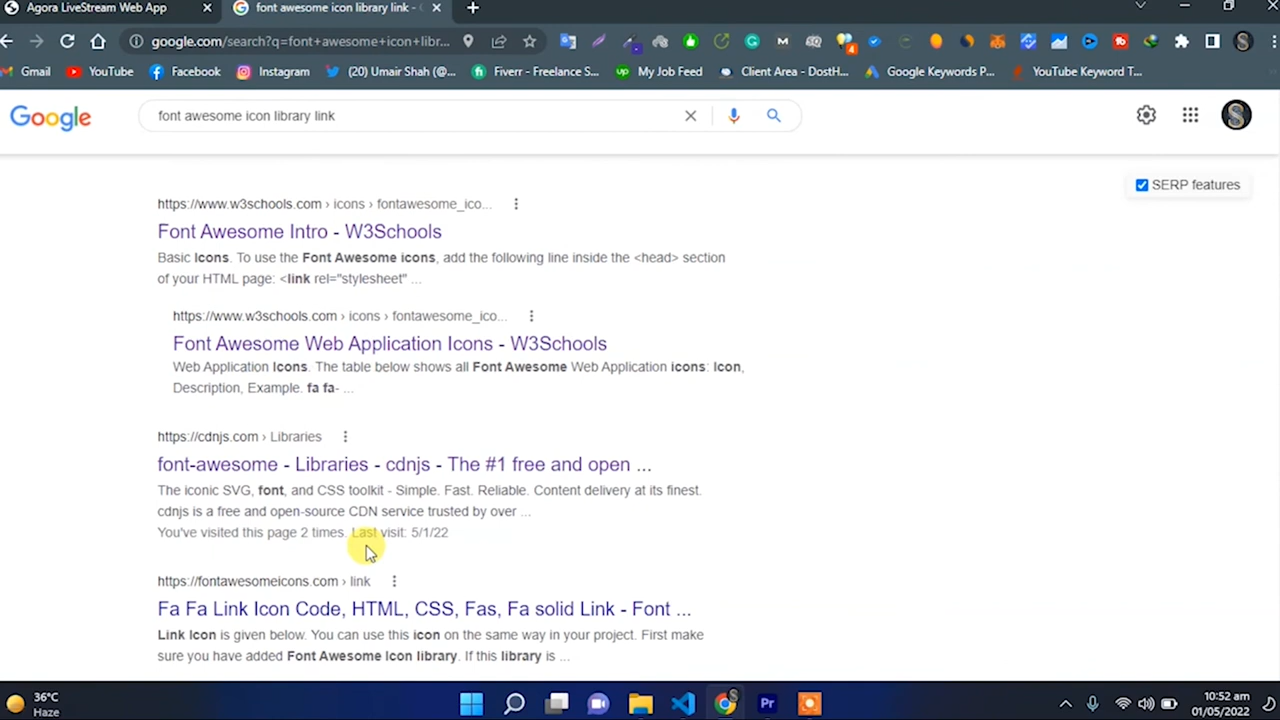 Agora LiveStream Web App
font awesome icon library link -
google.com/search?q=font+awesome+icon+libr...
Gmail
YouTube
Facebook
Instagram
(20) Umair Shah (@...
Fiverr - Freelance S...
My Job Feed
Client Area - DostH...
Google Keywords P...
YouTube Keyword T...
Google
font awesome icon library link
SERP features
https://www.w3schools.com › icons › fontawesome_ico...
Font Awesome Intro - W3Schools
Basic Icons. To use the Font Awesome icons, add the following line inside the <head> section
of your HTML page: <link rel="stylesheet" ...
https://www.w3schools.com › icons › fontawesome_ico...
Font Awesome Web Application Icons - W3Schools
Web Application Icons. The table below shows all Font Awesome Web Application icons: Icon,
Description, Example. fa fa- ...
https://cdnjs.com › Libraries
font-awesome - Libraries - cdnjs - The #1 free and open ...
The iconic SVG, font, and CSS toolkit - Simple. Fast. Reliable. Content delivery at its finest.
cdnjs is a free and open-source CDN service trusted by over ...
You've visited this page 2 times. Last visit: 5/1/22
https://fontawesomeicons.com › link
Fa Fa Link Icon Code, HTML, CSS, Fas, Fa solid Link - Font ...
Link Icon is given below. You can use this icon on the same way in your project. First make
sure you have added Font Awesome Icon library. If this library is ...
36°C
Haze
Pr
10:52 am
01/05/2022